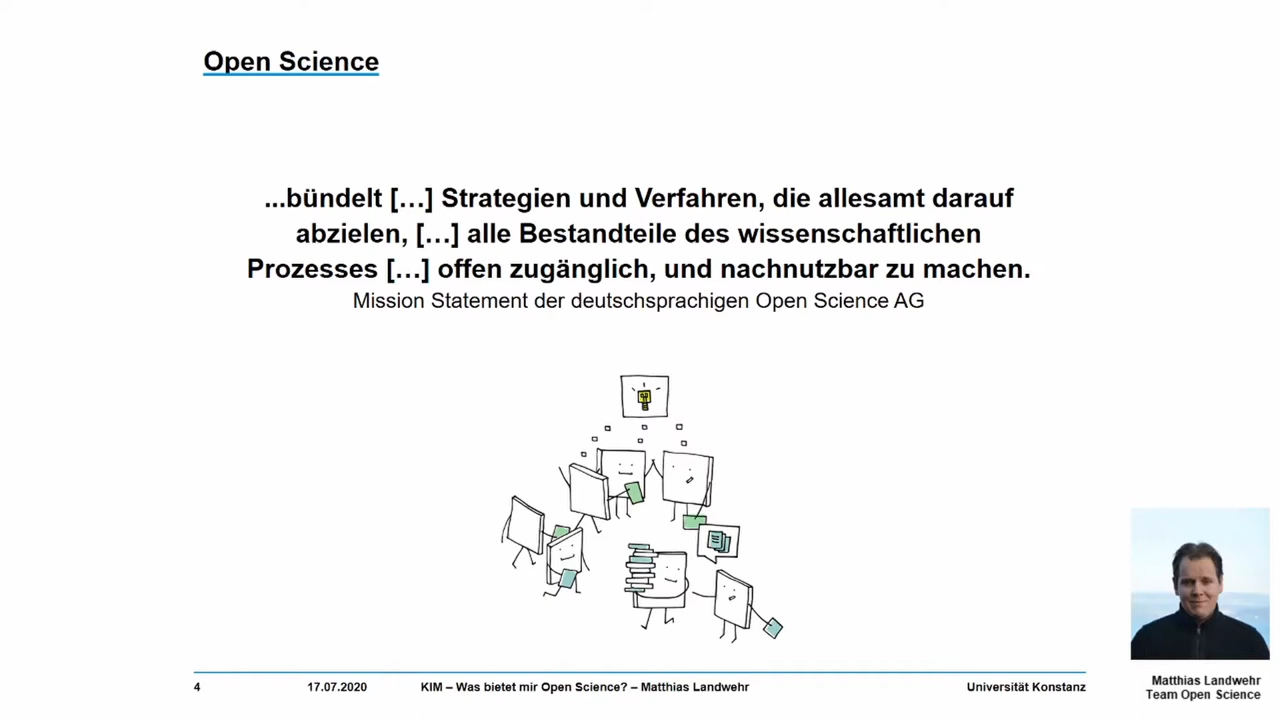 Open Science
...bündelt […] Strategien und Verfahren, die allesamt darauf
abzielen, […] alle Bestandteile des wissenschaftlichen
Prozesses […] offen zugänglich, und nachnutzbar zu machen.
Mission Statement der deutschsprachigen Open Science AG
4
17.07.2020
KIM – Was bietet mir Open Science? – Matthias Landwehr
Universität Konstanz
Matthias Landwehr
Team Open Science